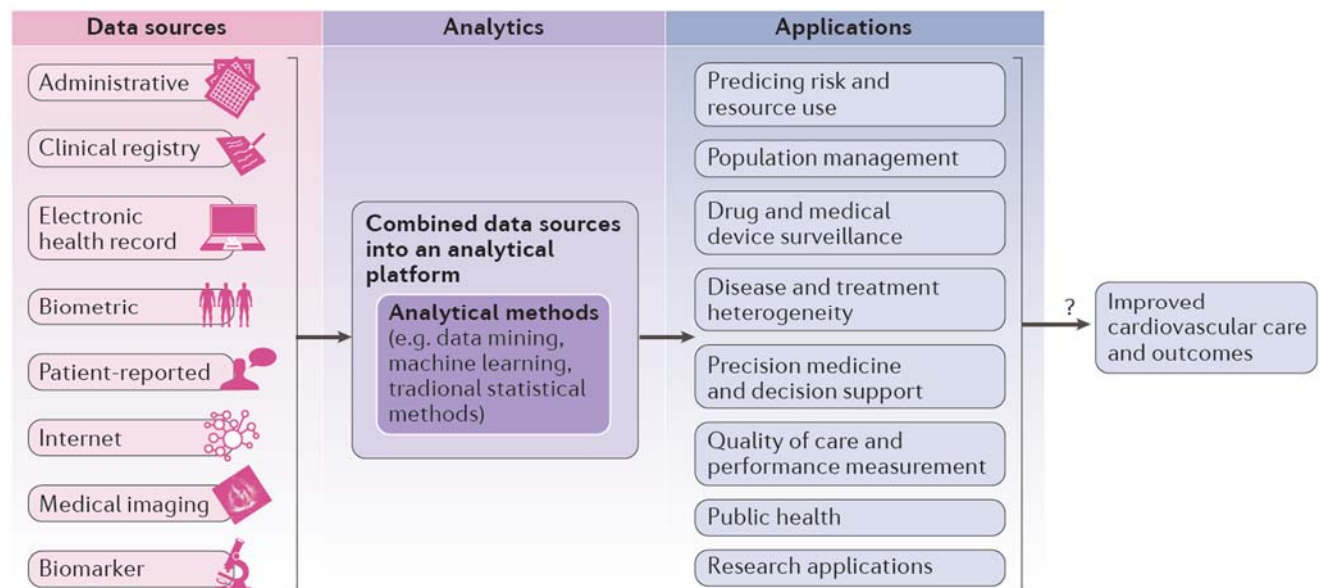 Data sources
Analytics
Applications
Administrative
Clinical registry
Electronic
health record
Biometric
Patient-reported
Internet
Medical imaging
Biomarker
Combined data sources
into an analytical
platform
Analytical methods
(e.g. data mining,
machine learning,
tradional statistical
methods)
Predicing risk and
resource use
Population management
Drug and medical
device surveillance
Disease and treatment
heterogeneity
Precision medicine
and decision support
Quality of care and
performance measurement
Public health
Research applications
?
Improved
cardiovascular care
and outcomes